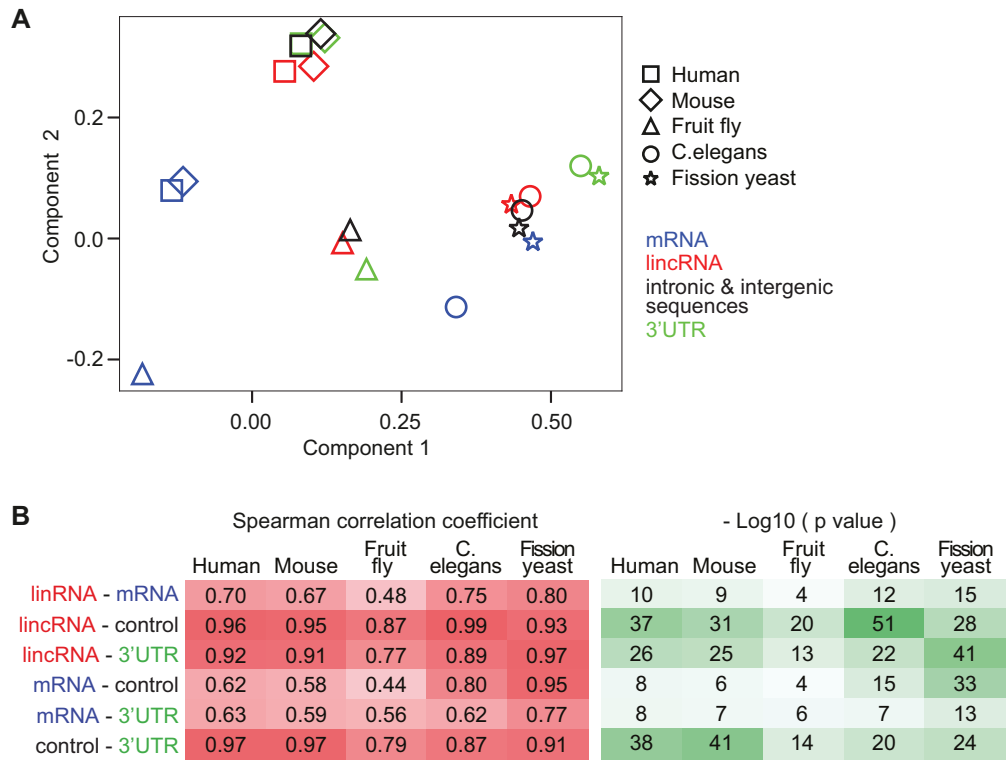 A
Component 2
0.2
0.0
-0.2
0.00 0.25 0.50
Component 1
Human
Mouse
Fruit fly
C.elegans
Fission yeast
mRNA
lincRNA
intronic & intergenic
sequences
3'UTR
B
Spearman correlation coefficient - Log10 ( p value )
Human Mouse Fruit fly C. elegans Fission yeast Human Mouse Fruit fly C. elegans Fission yeast
linRNA - mRNA 0.70 0.67 0.48 0.75 0.80 10 9 4 12 15
lincRNA - control 0.96 0.95 0.87 0.99 0.93 37 31 20 51 28
lincRNA - 3'UTR 0.92 0.91 0.77 0.89 0.97 26 25 13 22 41
mRNA - control 0.62 0.58 0.44 0.80 0.95 8 6 4 15 33
mRNA - 3'UTR 0.63 0.59 0.56 0.62 0.77 8 7 6 7 13
control - 3'UTR 0.97 0.97 0.79 0.87 0.91 38 41 14 20 24